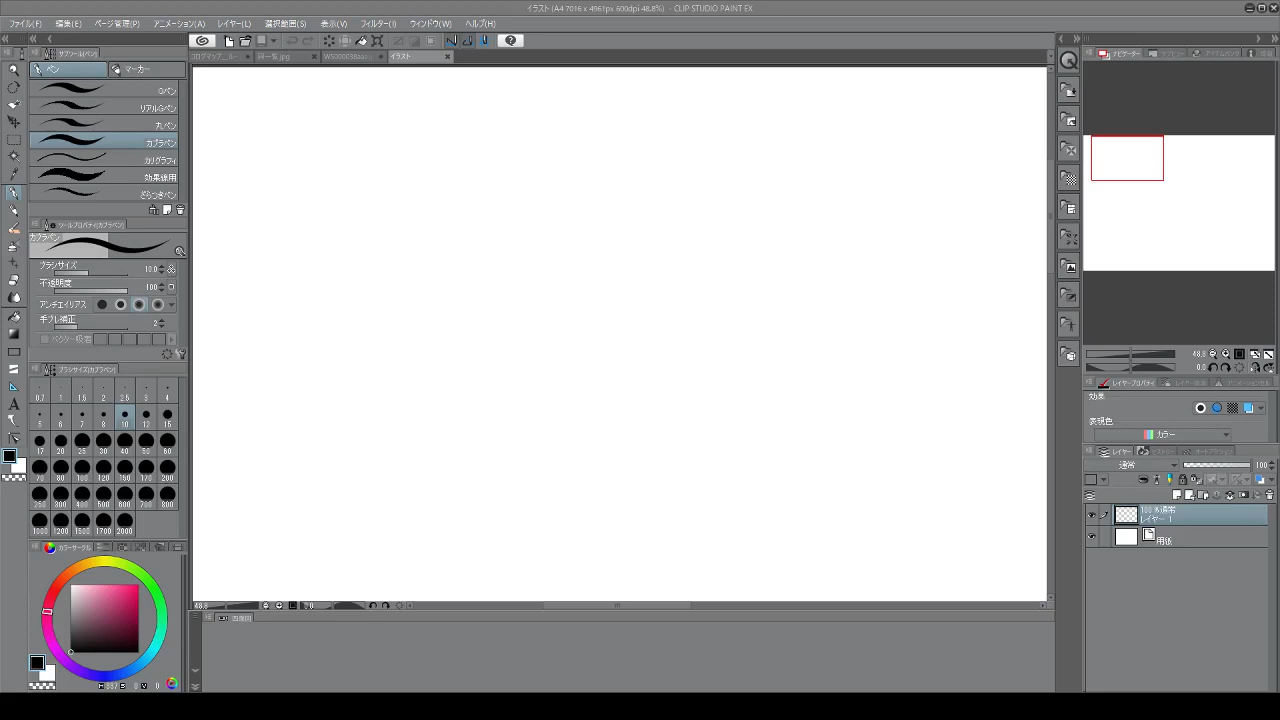 イラスト (A4 7016 x 4961px 600dpi 48.8%) - CLIP STUDIO PAINT EX
ファイル(F) 編集(E) ページ管理(P) アニメーション(A) レイヤー(L) 選択範囲(S) 表示(V) フィルター(I) ウィンドウ(W) ヘルプ(H)
イラスト
サブツール(ペン)
ペン マーカー
Gペン
リアルGペン
丸ペン
カブラペン
カリグラフィ
効果線用
ざらつきペン
ツールプロパティ(カブラペン)
カブラペン
ブラシサイズ 10.0
不透明度 100
アンチエイリアス
手ブレ補正 2
ベクター吸着
ブラシサイズ(カブラペン)
0.7 1 1.5 2 2.5 3 4
5 6 7 8 10 12 15
17 20 25 30 40 50 60
70 80 100 120 150 170 200
250 300 400 500 600 700 800
1000 1200 1500 1700 2000
カラーサークル
48.8
四面図
ナビゲーター
48.8
0.0
レイヤープロパティ
効果
表現色
カラー
レイヤー
通常 100
100 %通常
レイヤー 1
用紙